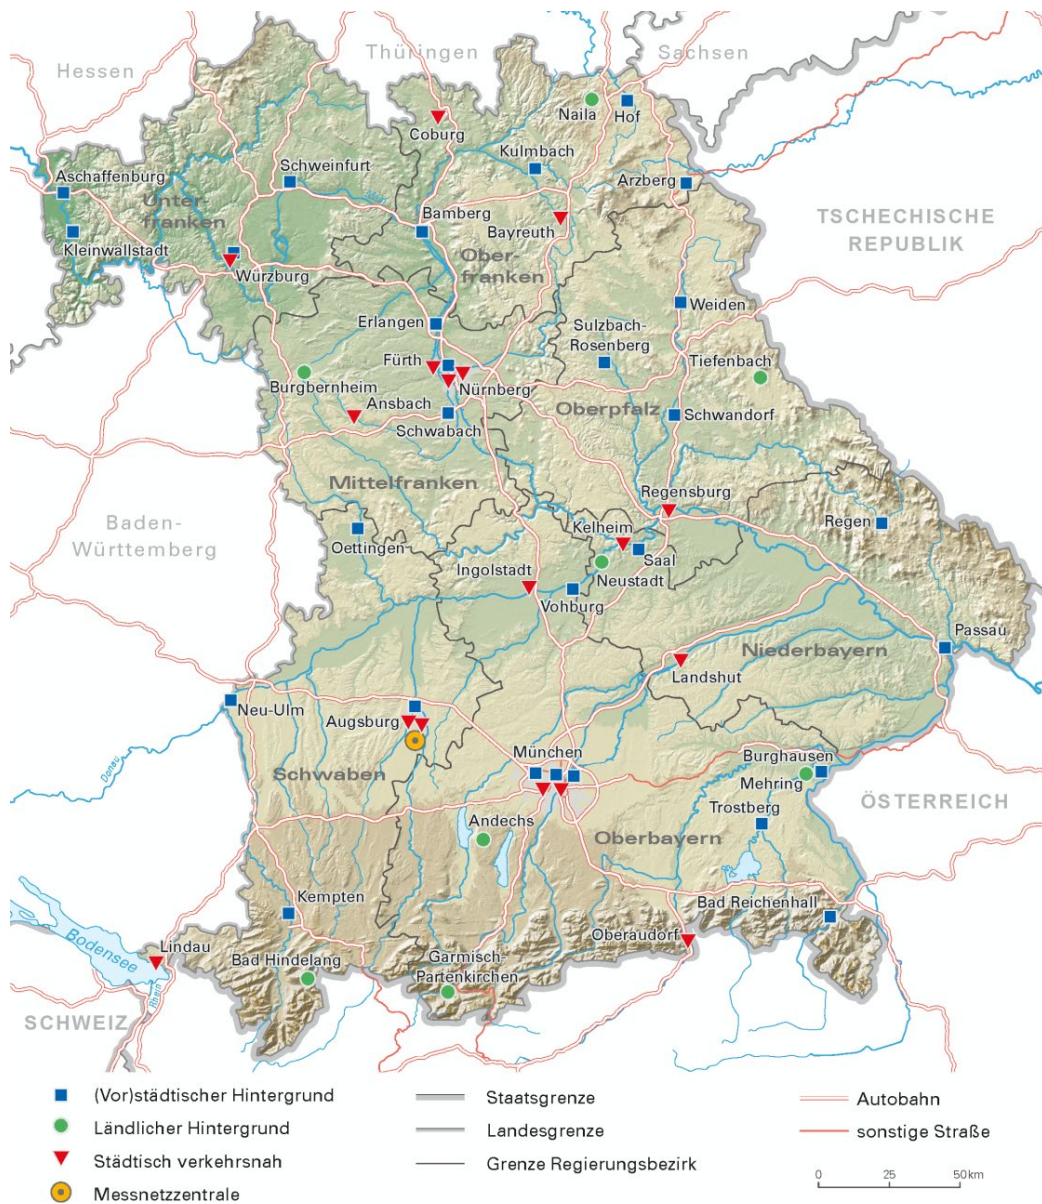 Thüringen
Sachsen
Hessen
Naila
Hof
Coburg
Kulmbach
Schweinfurt
Aschaffenburg
Arzberg
Main
Unter-
franken
Bamberg
Bayreuth
TSCHECHISCHE
REPUBLIK
Kleinwallstadt
Ober-
franken
Würzburg
Weiden
Erlangen
Sulzbach-
Rosenberg
Fürth
Tiefenbach
Burgbernheim
Nürnberg
Ansbach
Oberpfalz
Schwandorf
Schwabach
Mittelfranken
Regensburg
Baden-
Württemberg
Kelheim
Regen
Oettingen
Saal
Ingolstadt
Neustadt
Vohburg
Passau
Niederbayern
Landshut
Neu-Ulm
Augsburg
Donau
München
Burghausen
Schwaben
Mehring
ÖSTERREICH
Trostberg
Andechs
Oberbayern
Kempten
Bad Reichenhall
Bodensee
Lindau
Oberaudorf
Bad Hindelang
Garmisch-
Partenkirchen
Rhein
SCHWEIZ
(Vor)städtischer Hintergrund
Staatsgrenze
Autobahn
Ländlicher Hintergrund
Landesgrenze
sonstige Straße
Städtisch verkehrsnah
Grenze Regierungsbezirk
Messnetzzentrale
0 25 50 km